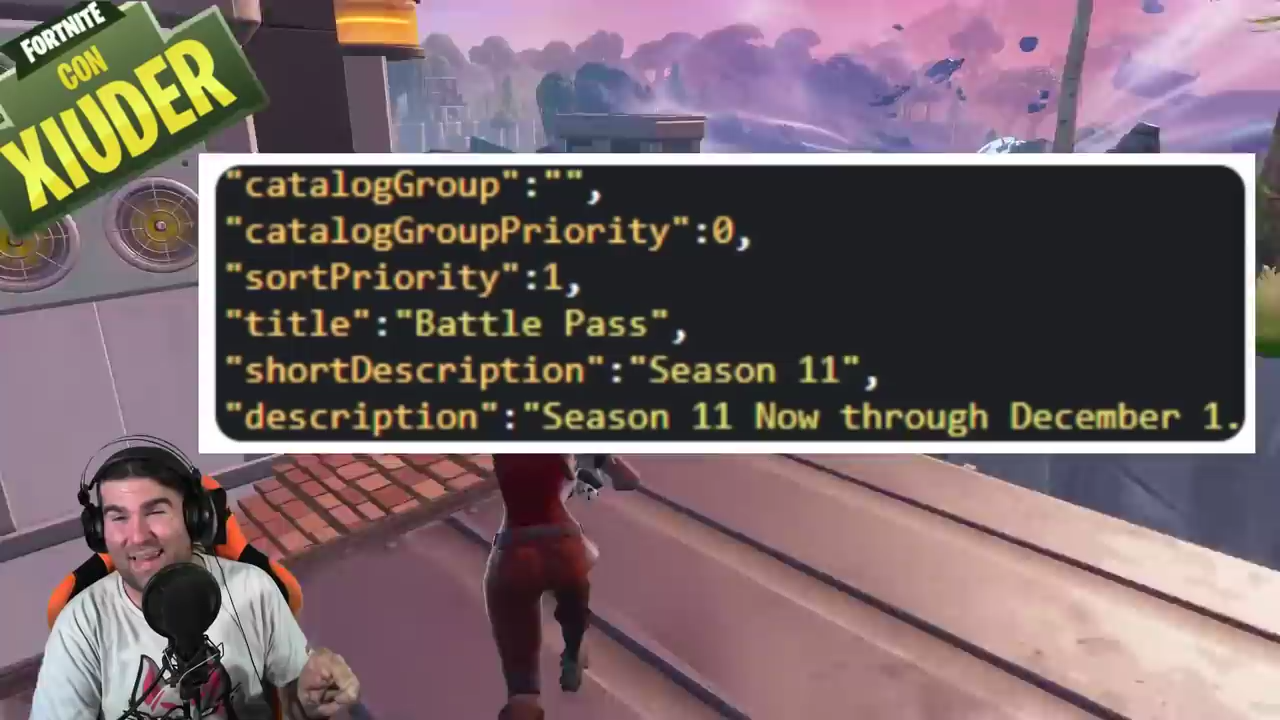 FORTNITE
CON
XIUDER
"catalogGroup":"",
"catalogGroupPriority":0,
"sortPriority":1,
"title":"Battle Pass",
"shortDescription":"Season 11",
"description":"Season 11 Now through December 1.